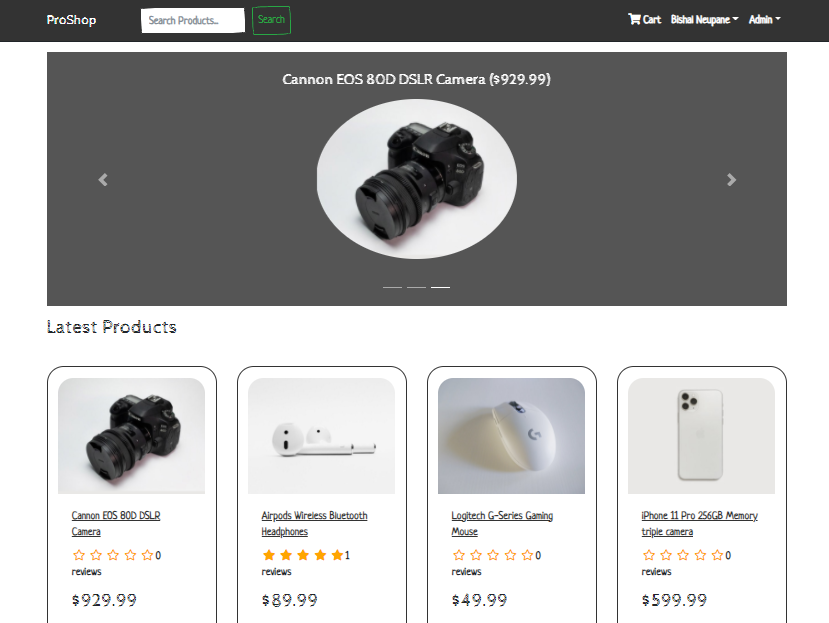 ProShop
Search Products...
Search
Cart
Bishal Neupane
Admin
Cannon EOS 80D DSLR Camera ($929.99)
Latest Products
Cannon EOS 80D DSLR
Camera
0
reviews
$929.99
Airpods Wireless Bluetooth
Headphones
1
reviews
$89.99
Logitech G-Series Gaming
Mouse
0
reviews
$49.99
iPhone 11 Pro 256GB Memory
triple camera
0
reviews
$599.99